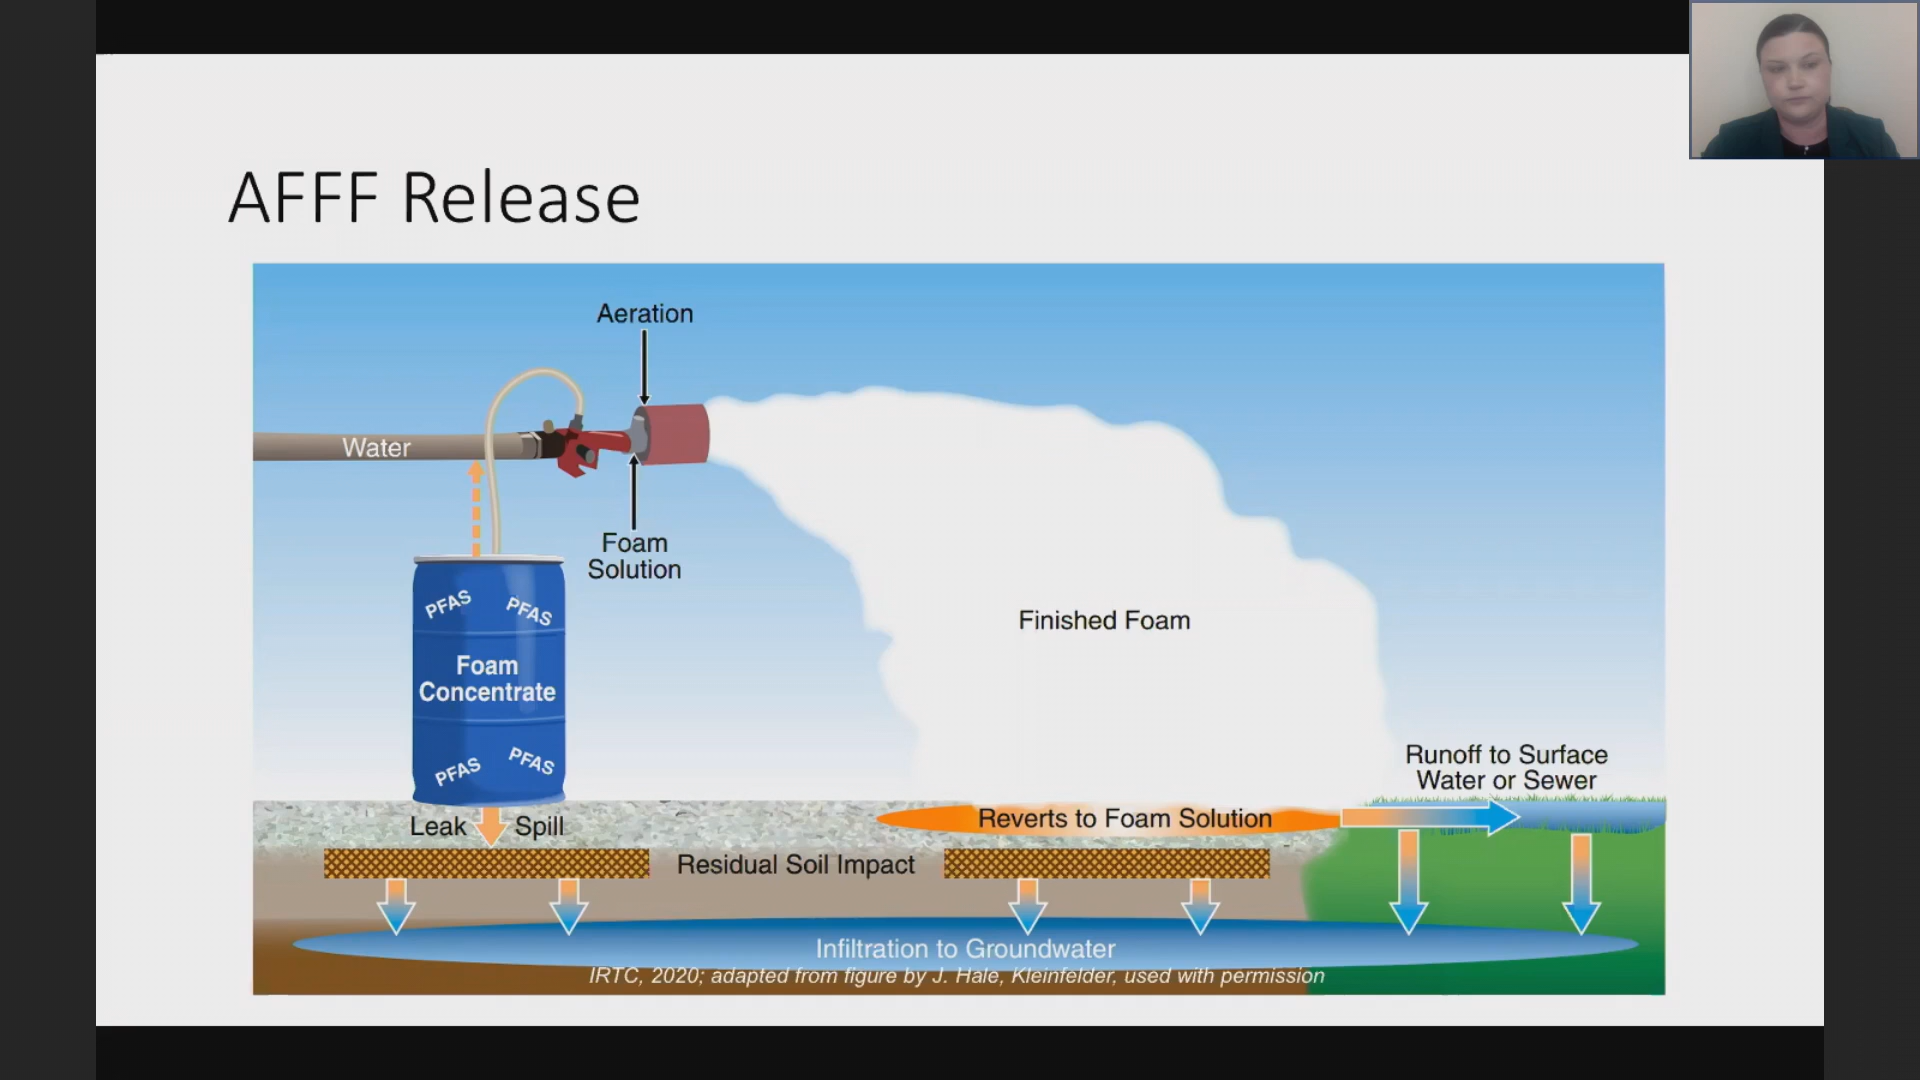 AFFF Release
Aeration
Water
Foam
Solution
PFAS
PFAS
Foam
Concentrate
PFAS
PFAS
Finished Foam
Runoff to Surface
Water or Sewer
Leak Spill
Reverts to Foam Solution
Residual Soil Impact
Infiltration to Groundwater
IRTC, 2020; adapted from figure by J. Hale, Kleinfelder, used with permission